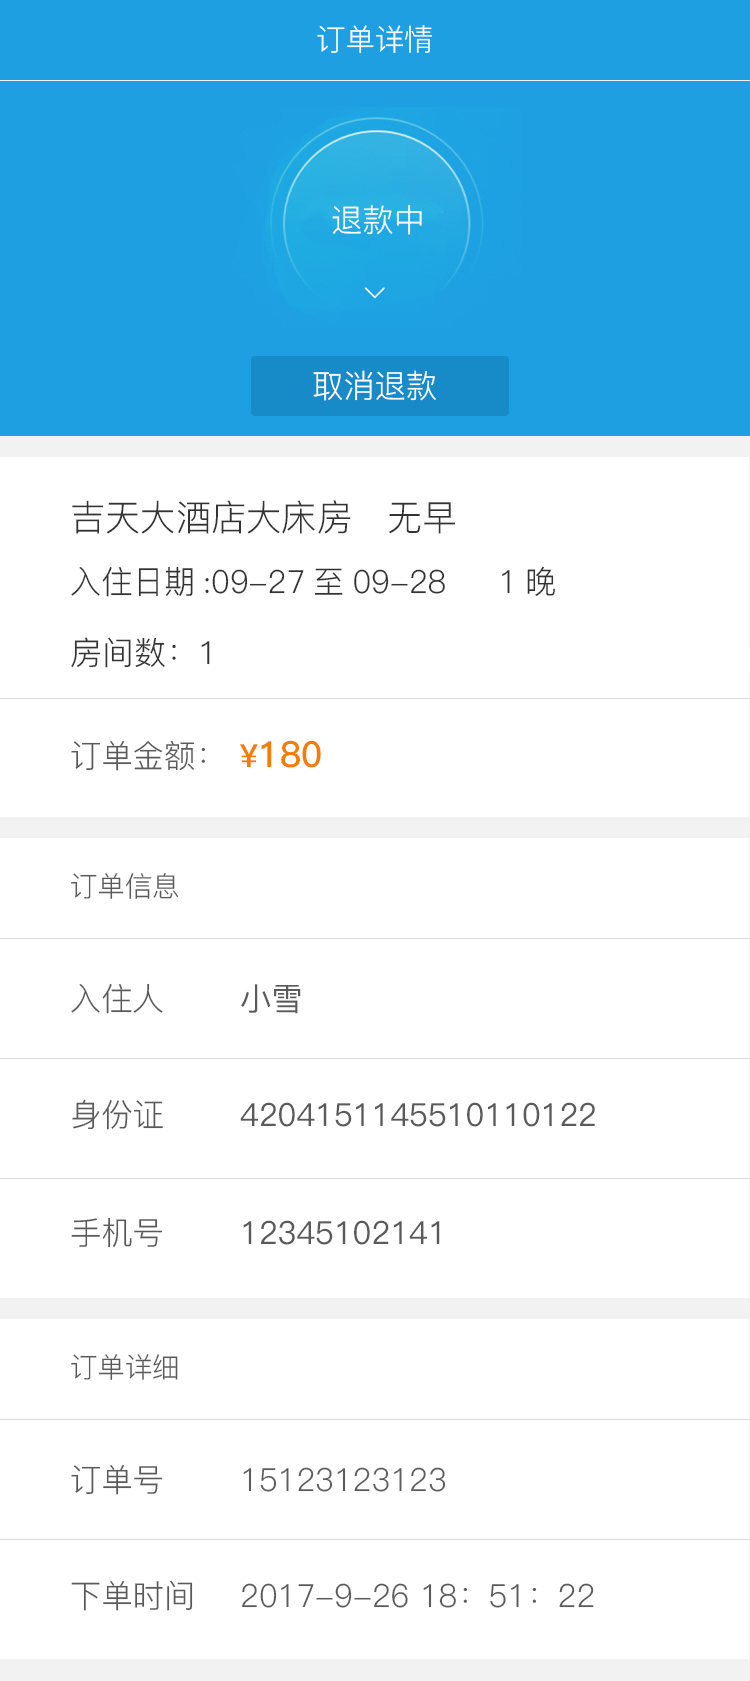 订单详情
退款中
取消退款
吉天大酒店大床房 无早
入住日期:09-27 至 09-28 1 晚
房间数：1
订单金额： ¥180
订单信息
入住人 小雪
身份证 4204151145510110122
手机号 12345102141
订单详细
订单号 15123123123
下单时间 2017-9-26 18：51：22